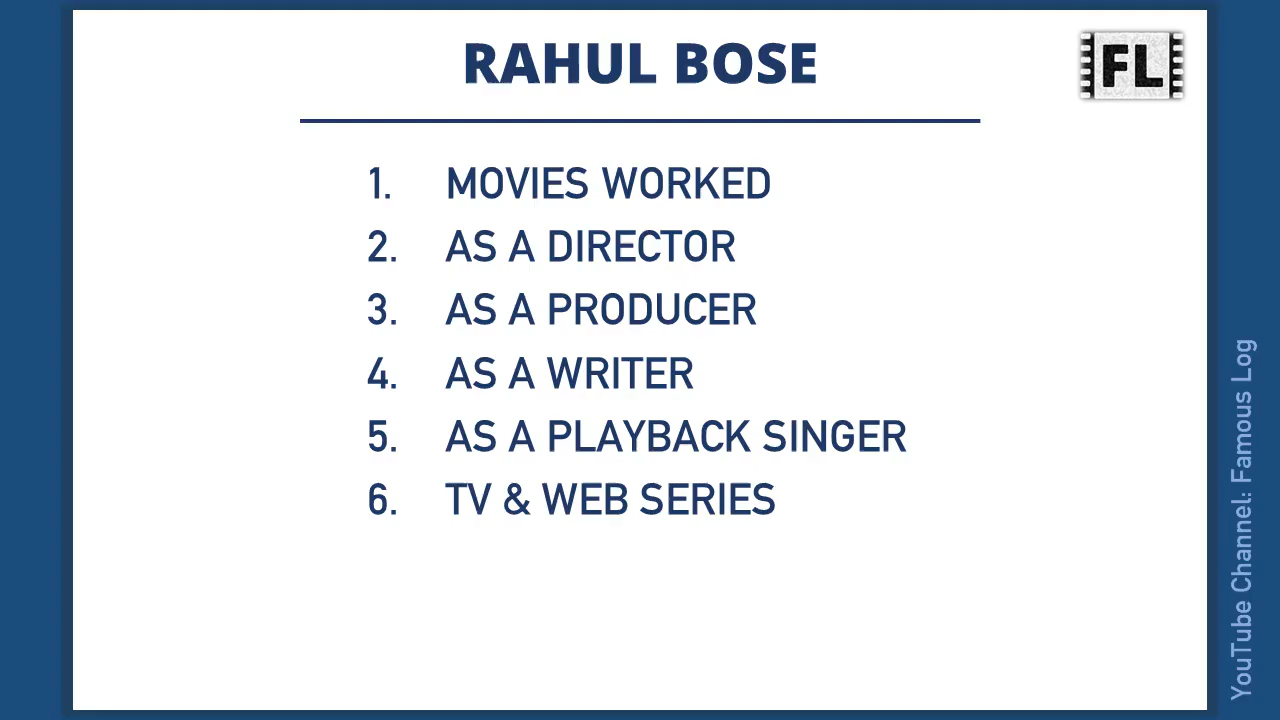 RAHUL BOSE
FL
1. MOVIES WORKED
2. AS A DIRECTOR
3. AS A PRODUCER
4. AS A WRITER
5. AS A PLAYBACK SINGER
6. TV & WEB SERIES
YouTube Channel: Famous Log